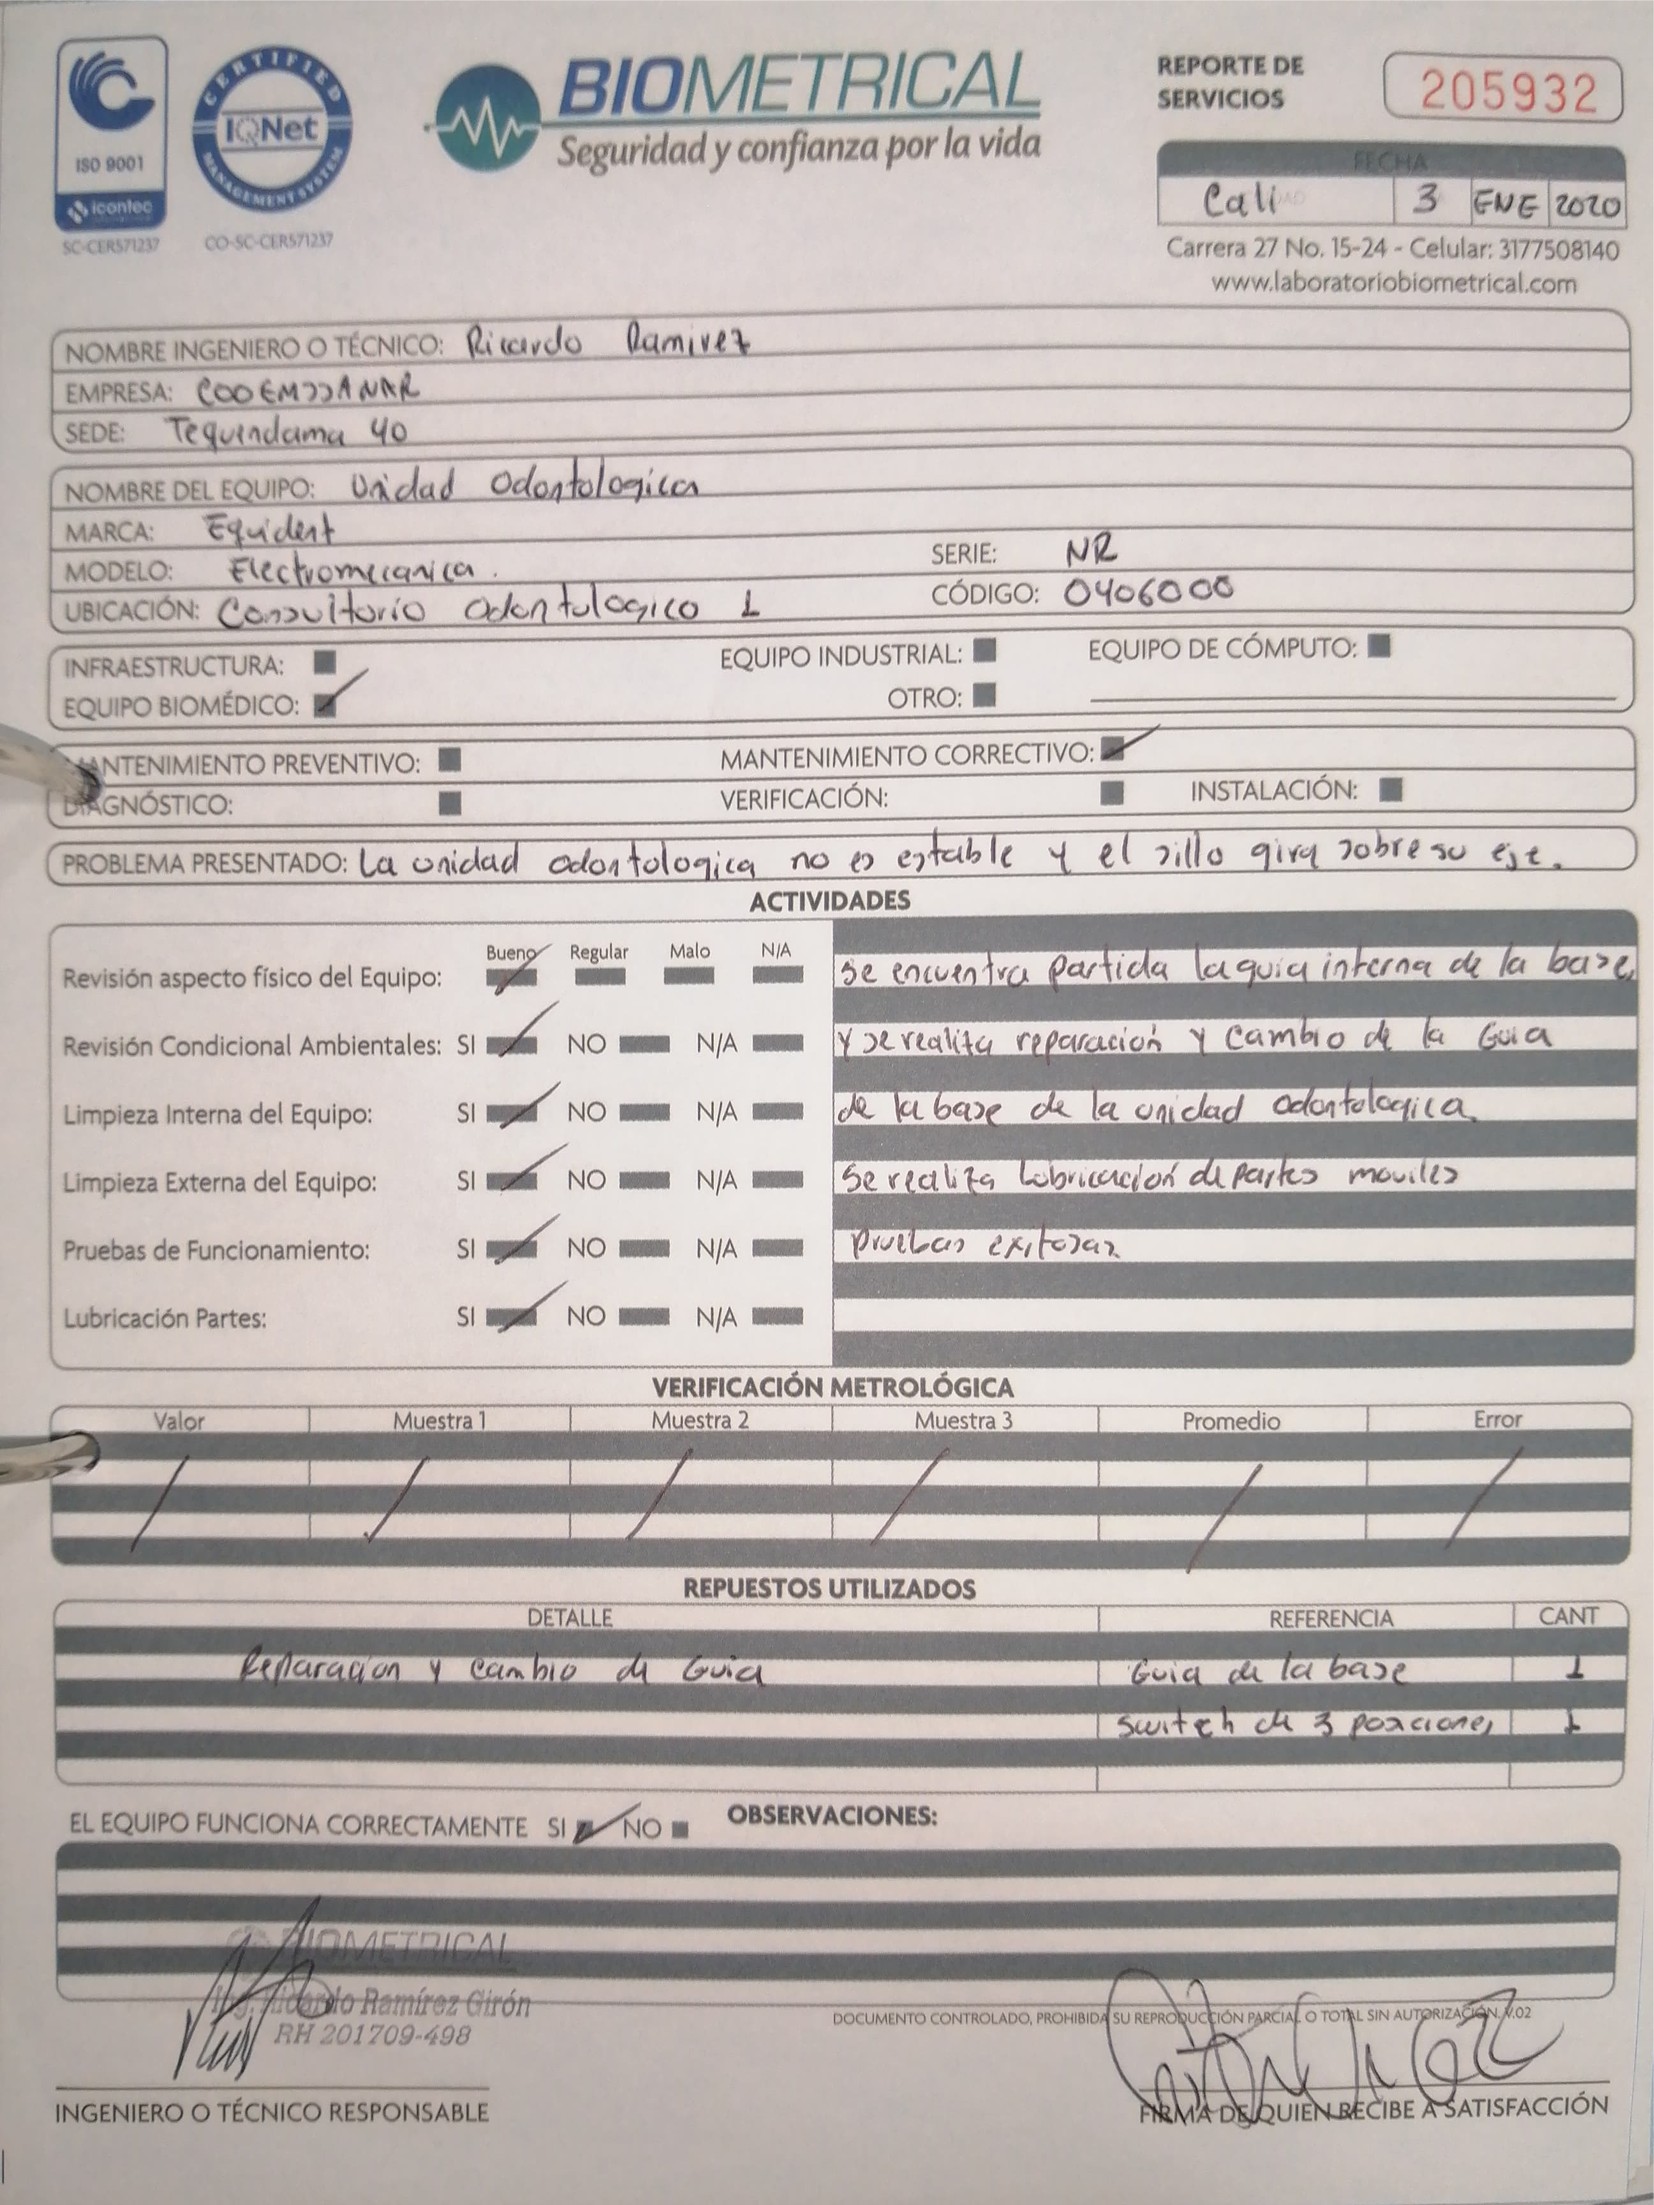 ISO 9001
icontec
SC-CER571237
CERTIFIED
IQNet
MANAGEMENT SYSTEM
CO-SC-CER571237
BIOMETRICAL
Seguridad y confianza por la vida
REPORTE DE
SERVICIOS
205932
FECHA
Cali 3 ENE 2020
Carrera 27 No. 15-24 - Celular: 3177508140
www.laboratoriobiometrical.com
NOMBRE INGENIERO O TÉCNICO: Ricardo Ramirez
EMPRESA: COOEMSSANAR
SEDE: Tequendama 40
NOMBRE DEL EQUIPO: Unidad Odontologica
MARCA: Equident
MODELO: Electromecanica. SERIE: NR
UBICACIÓN: Consultorio Odontologico 1 CÓDIGO: 0406000
INFRAESTRUCTURA: EQUIPO INDUSTRIAL: EQUIPO DE CÓMPUTO:
EQUIPO BIOMÉDICO: OTRO:
MANTENIMIENTO PREVENTIVO: MANTENIMIENTO CORRECTIVO:
DIAGNÓSTICO: VERIFICACIÓN: INSTALACIÓN:
PROBLEMA PRESENTADO: La unidad odontologica no es estable y el sillo gira sobre su eje.
ACTIVIDADES
Bueno Regular Malo N/A
Revisión aspecto físico del Equipo: Se encuentra partida la guia interna de la base,
Revisión Condicional Ambientales: SI NO N/A y se realiza reparación y cambio de la Guia
Limpieza Interna del Equipo: SI NO N/A de la base de la unidad odontologica.
Limpieza Externa del Equipo: SI NO N/A Se realiza lubricación de partes moviles
Pruebas de Funcionamiento: SI NO N/A pruebas exitosas
Lubricación Partes: SI NO N/A
VERIFICACIÓN METROLÓGICA
Valor Muestra 1 Muestra 2 Muestra 3 Promedio Error
REPUESTOS UTILIZADOS
DETALLE REFERENCIA CANT
Reparacion y cambio de Guia Guia de la base 1
switch de 3 posiciones 1
EL EQUIPO FUNCIONA CORRECTAMENTE SI NO OBSERVACIONES:
BIOMETRICAL
Ing. Ricardo Ramírez Girón
RH 201709-498
DOCUMENTO CONTROLADO, PROHIBIDA SU REPRODUCCIÓN PARCIAL O TOTAL SIN AUTORIZACIÓN. V.02
INGENIERO O TÉCNICO RESPONSABLE
FIRMA DE QUIEN RECIBE A SATISFACCIÓN